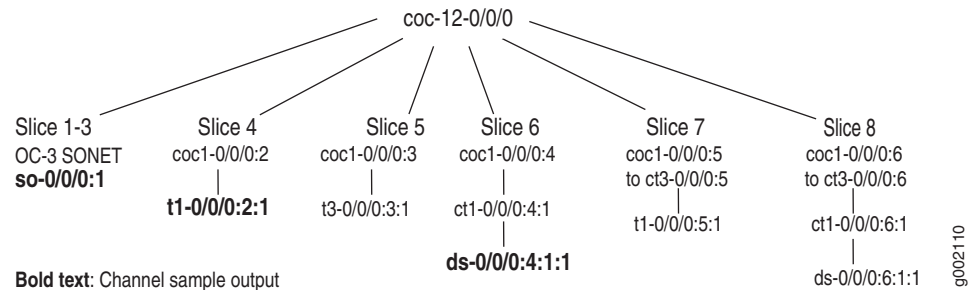 coc-12-0/0/0
Slice 1-3
OC-3 SONET
so-0/0/0:1
Slice 4
coc1-0/0/0:2
t1-0/0/0:2:1
Slice 5
coc1-0/0/0:3
t3-0/0/0:3:1
Slice 6
coc1-0/0/0:4
ct1-0/0/0:4:1
ds-0/0/0:4:1:1
Slice 7
coc1-0/0/0:5
to ct3-0/0/0:5
t1-0/0/0:5:1
Slice 8
coc1-0/0/0:6
to ct3-0/0/0:6
ct1-0/0/0:6:1
ds-0/0/0:6:1:1
Bold text: Channel sample output
g002110